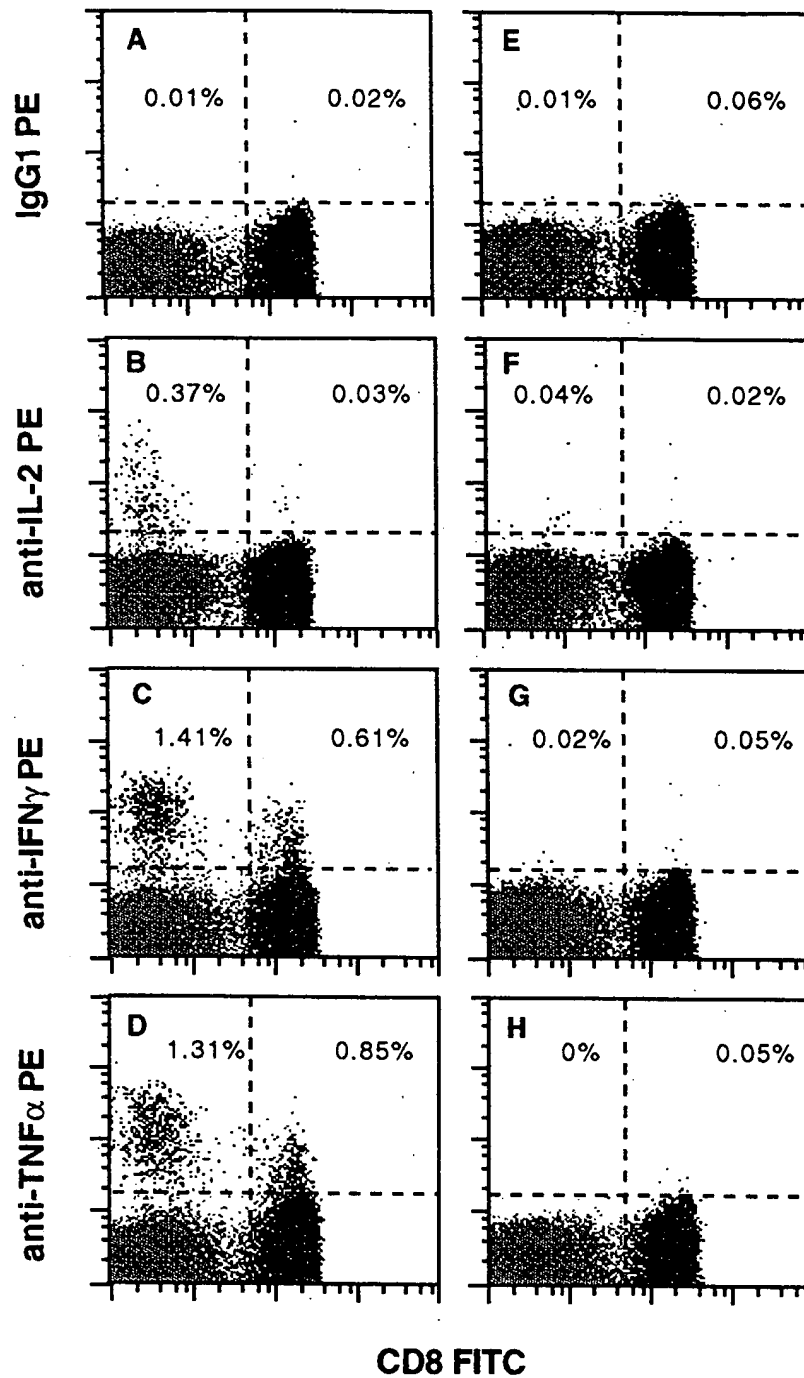 IgG1 PE
A
0.01%
0.02%
E
0.01%
0.06%
anti-IL-2 PE
B
0.37%
0.03%
F
0.04%
0.02%
anti-IFNγ PE
C
1.41%
0.61%
G
0.02%
0.05%
anti-TNFα PE
D
1.31%
0.85%
H
0%
0.05%
CD8 FITC